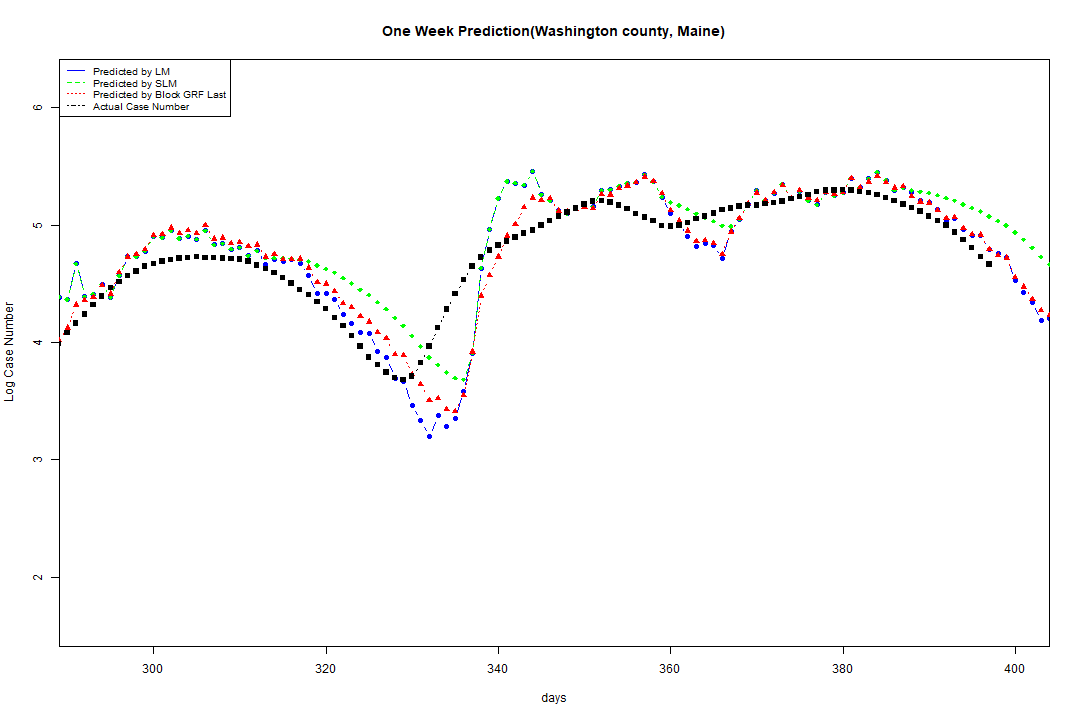 One Week Prediction(Washington county, Maine)
Predicted by LM
Predicted by SLM
Predicted by Block GRF Last
Actual Case Number
6
5
4
3
2
Log Case Number
300 320 340 360 380 400
days